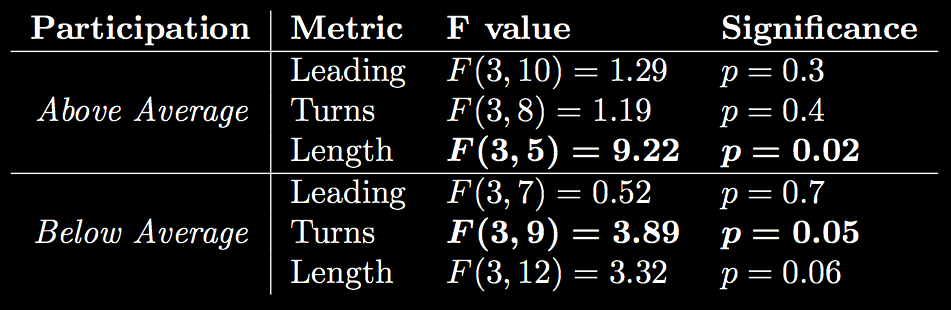 Participation Metric F value Significance
Leading F(3, 10) = 1.29 p = 0.3
Above Average Turns F(3, 8) = 1.19 p = 0.4
Length F(3, 5) = 9.22 p = 0.02
Leading F(3, 7) = 0.52 p = 0.7
Below Average Turns F(3, 9) = 3.89 p = 0.05
Length F(3, 12) = 3.32 p = 0.06